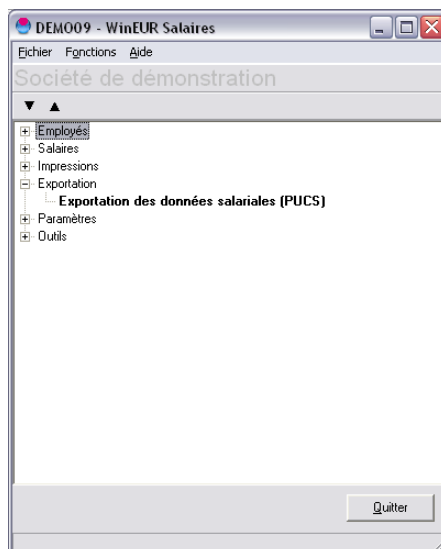 DEMO09 - WinEUR Salaires
Fichier Fonctions Aide
Société de démonstration
Employés
Salaires
Impressions
Exportation
Exportation des données salariales (PUCS)
Paramètres
Outils
Quitter